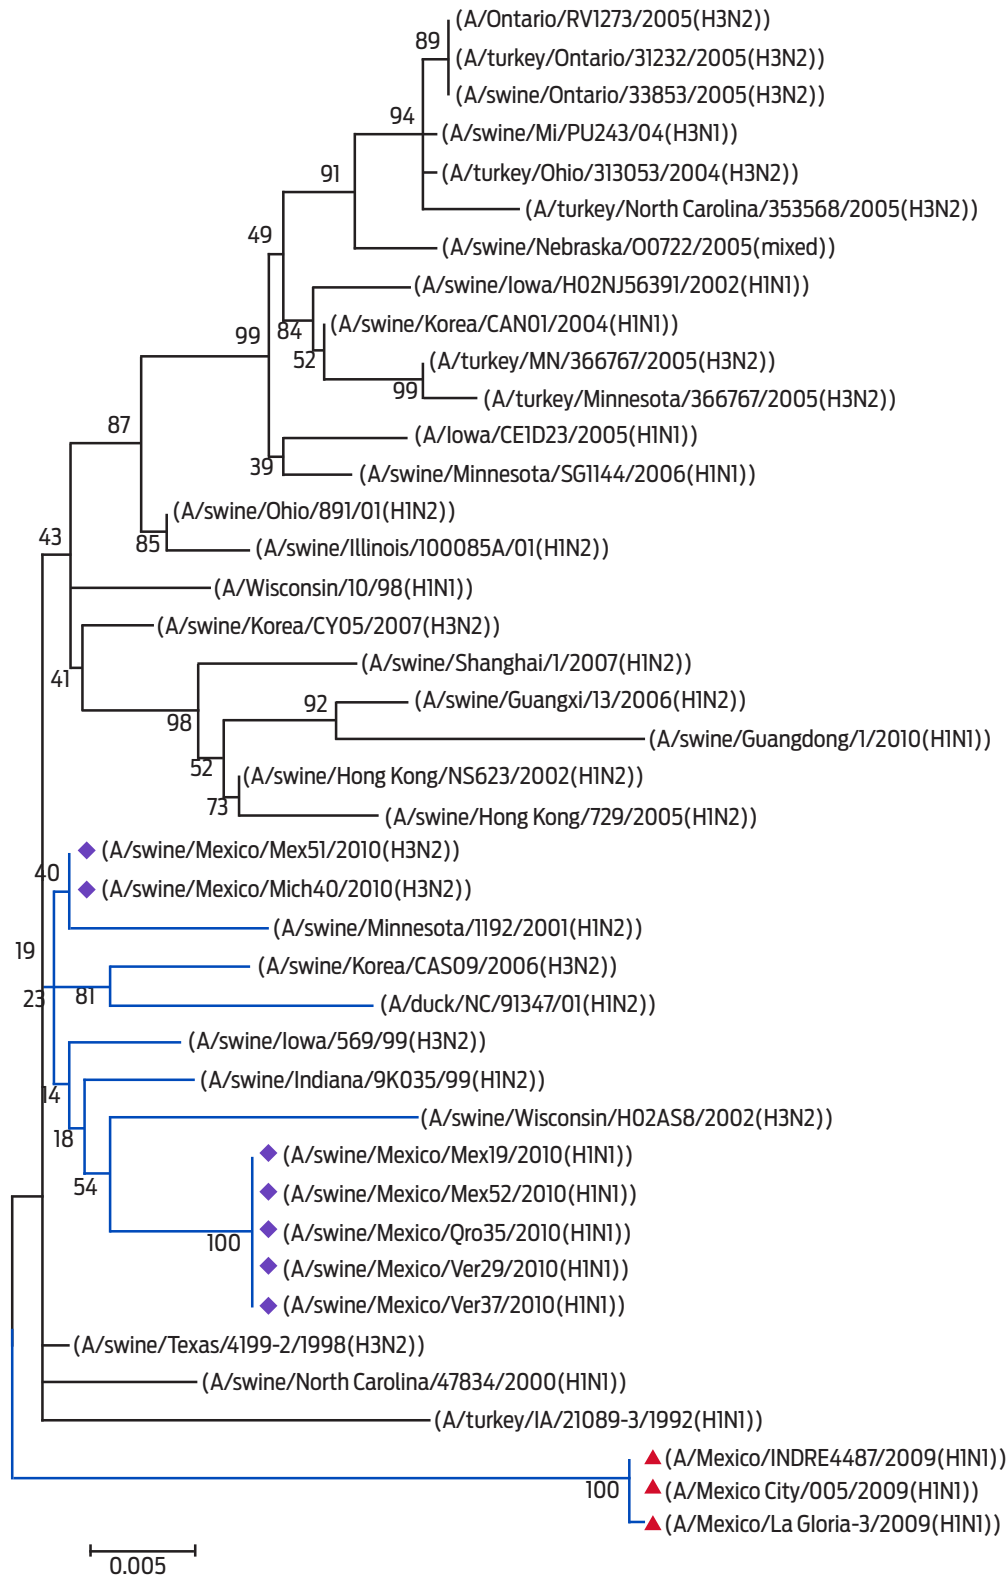 (A/Ontario/RV1273/2005(H3N2))
89
(A/turkey/Ontario/31232/2005(H3N2))
(A/swine/Ontario/33853/2005(H3N2))
94
(A/swine/Mi/PU243/04(H3N1))
91
(A/turkey/Ohio/313053/2004(H3N2))
(A/turkey/North Carolina/353568/2005(H3N2))
49
(A/swine/Nebraska/00722/2005(mixed))
(A/swine/Iowa/H02NJ56391/2002(H1N1))
99
84
(A/swine/Korea/CAN01/2004(H1N1))
52
(A/turkey/MN/366767/2005(H3N2))
99
(A/turkey/Minnesota/366767/2005(H3N2))
87
(A/Iowa/CE1D23/2005(H1N1))
39
(A/swine/Minnesota/SG1144/2006(H1N1))
(A/swine/Ohio/891/01(H1N2))
43
85
(A/swine/Illinois/100085A/01(H1N2))
(A/Wisconsin/10/98(H1N1))
(A/swine/Korea/CY05/2007(H3N2))
41
(A/swine/Shanghai/1/2007(H1N2))
92
(A/swine/Guangxi/13/2006(H1N2))
98
(A/swine/Guangdong/1/2010(H1N1))
52
(A/swine/Hong Kong/NS623/2002(H1N2))
73
(A/swine/Hong Kong/729/2005(H1N2))
(A/swine/Mexico/Mex51/2010(H3N2))
40
(A/swine/Mexico/Mich40/2010(H3N2))
(A/swine/Minnesota/1192/2001(H1N2))
19
(A/swine/Korea/CAS09/2006(H3N2))
23
81
(A/duck/NC/91347/01(H1N2))
(A/swine/Iowa/569/99(H3N2))
14
(A/swine/Indiana/9K035/99(H1N2))
18
(A/swine/Wisconsin/H02AS8/2002(H3N2))
(A/swine/Mexico/Mex19/2010(H1N1))
54
(A/swine/Mexico/Mex52/2010(H1N1))
(A/swine/Mexico/Qro35/2010(H1N1))
100
(A/swine/Mexico/Ver29/2010(H1N1))
(A/swine/Mexico/Ver37/2010(H1N1))
(A/swine/Texas/4199-2/1998(H3N2))
(A/swine/North Carolina/47834/2000(H1N1))
(A/turkey/IA/21089-3/1992(H1N1))
(A/Mexico/INDRE4487/2009(H1N1))
100
(A/Mexico City/005/2009(H1N1))
(A/Mexico/La Gloria-3/2009(H1N1))
0.005